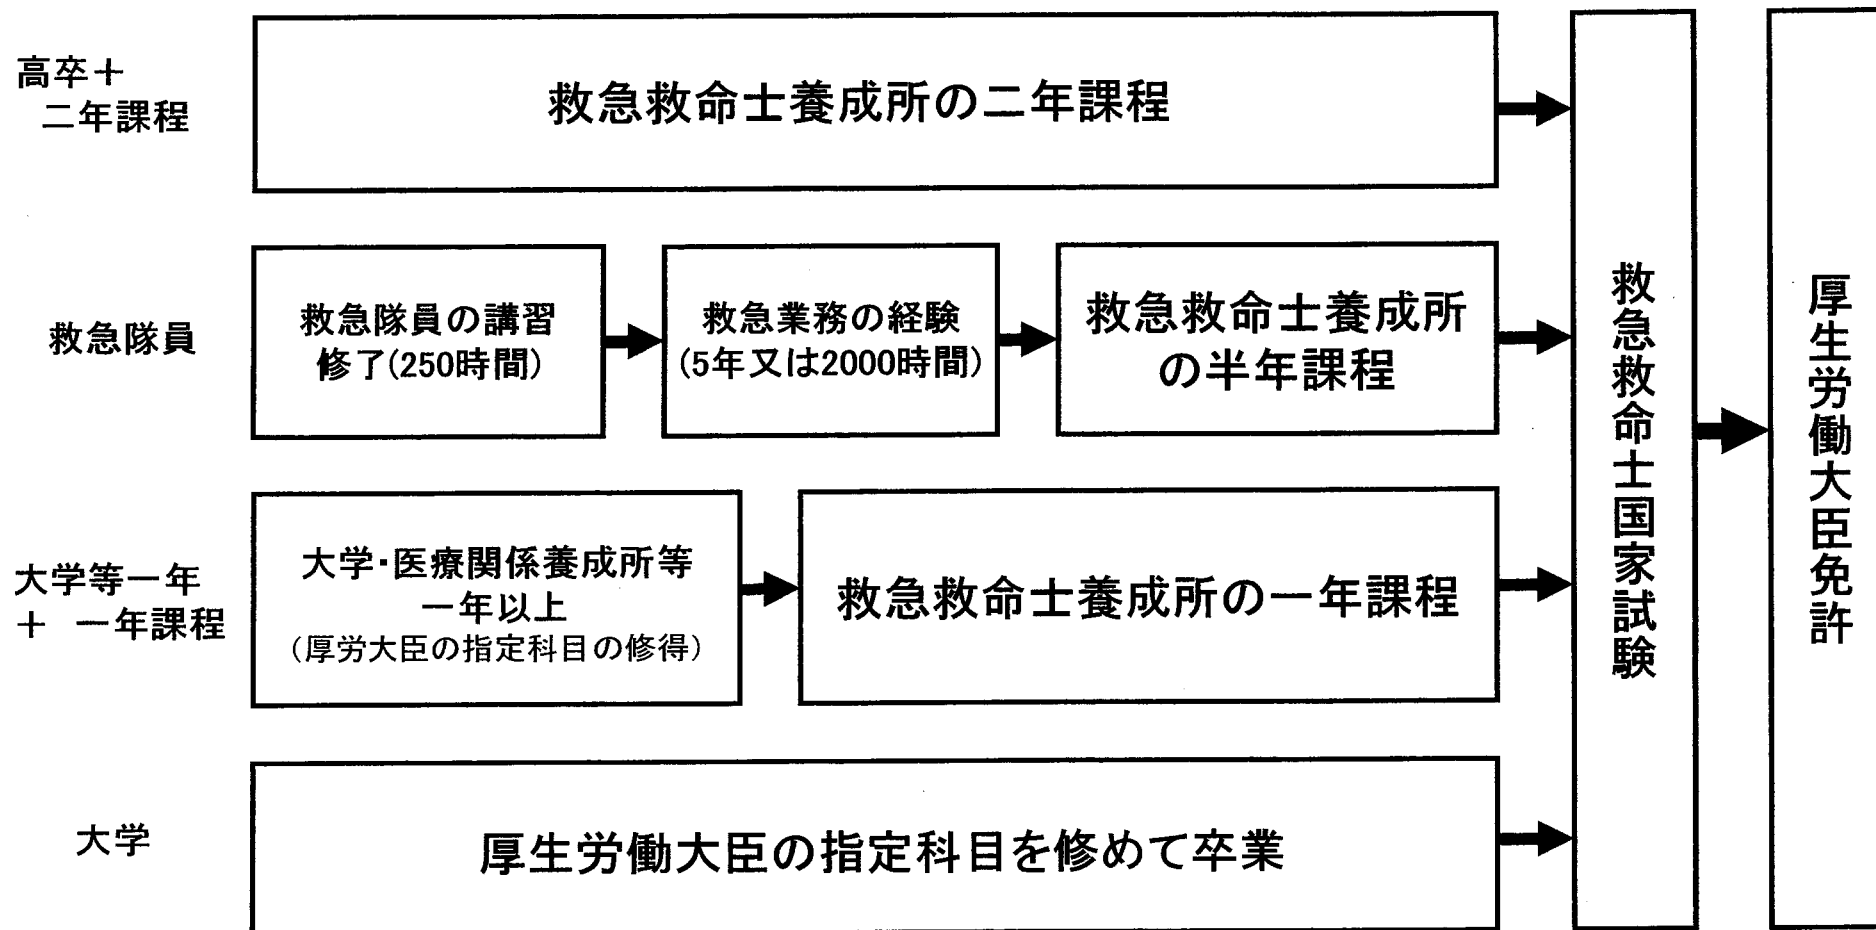 高卒＋
二年課程
救急救命士養成所の二年課程
救急隊員
救急隊員の講習
修了(250時間)
救急業務の経験
(5年又は2000時間)
救急救命士養成所
の半年課程
大学等一年
＋ 一年課程
大学・医療関係養成所等
一年以上
（厚労大臣の指定科目の修得）
救急救命士養成所の一年課程
大学
厚生労働大臣の指定科目を修めて卒業
救急救命士国家試験
厚生労働大臣免許